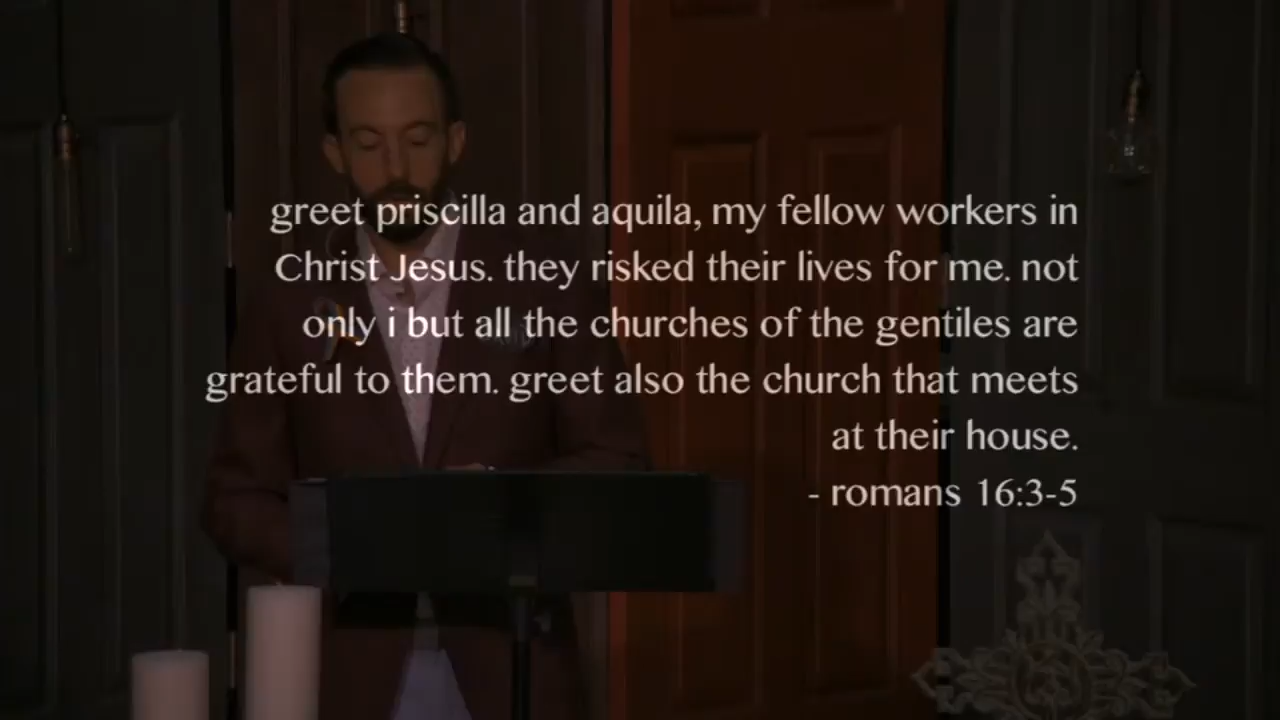 greet priscilla and aquila, my fellow workers in
Christ Jesus. they risked their lives for me. not
only i but all the churches of the gentiles are
grateful to them. greet also the church that meets
at their house.
- romans 16:3-5